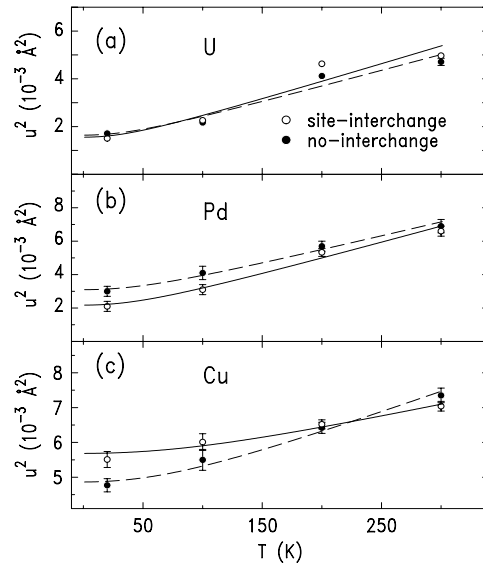 (a)
U
6
4
2
u² (10⁻³ Å²)
site-interchange
no-interchange
(b)
Pd
8
6
4
2
u² (10⁻³ Å²)
(c)
Cu
8
7
6
5
u² (10⁻³ Å²)
50
150
250
T (K)